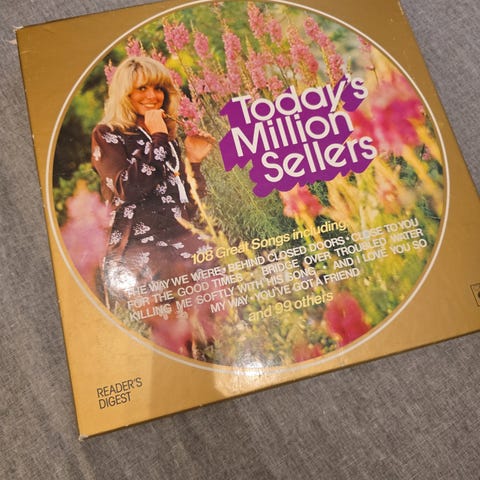 Today's
Million
Sellers
108 Great Songs including
THE WAY WE WERE • BEHIND CLOSED DOORS • CLOSE TO YOU
FOR THE GOOD TIMES • BRIDGE OVER TROUBLED WATER
KILLING ME SOFTLY WITH HIS SONG • AND I LOVE YOU SO
MY WAY • YOU'VE GOT A FRIEND
and 99 others
READER'S
DIGEST